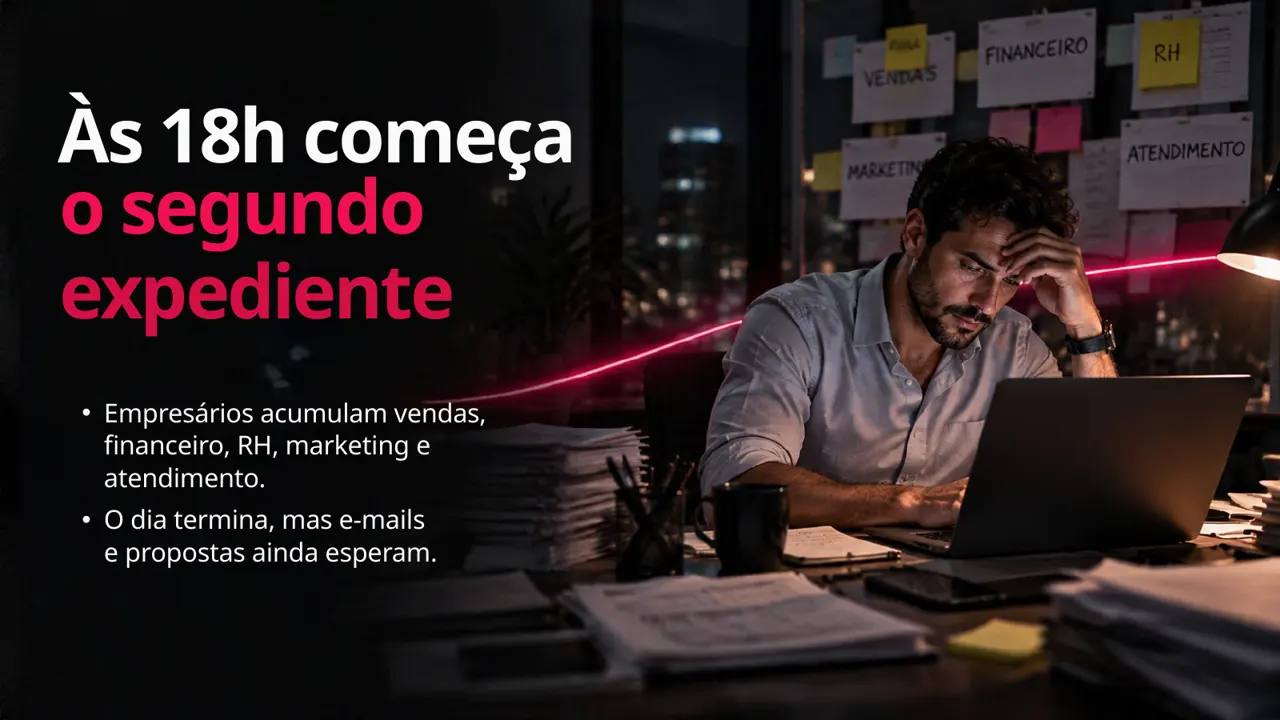 Às 18h começa
o segundo
expediente
• Empresários acumulam vendas,
financeiro, RH, marketing e
atendimento.
• O dia termina, mas e-mails
e propostas ainda esperam.
VENDAS
FINANCEIRO
RH
MARKETING
ATENDIMENTO